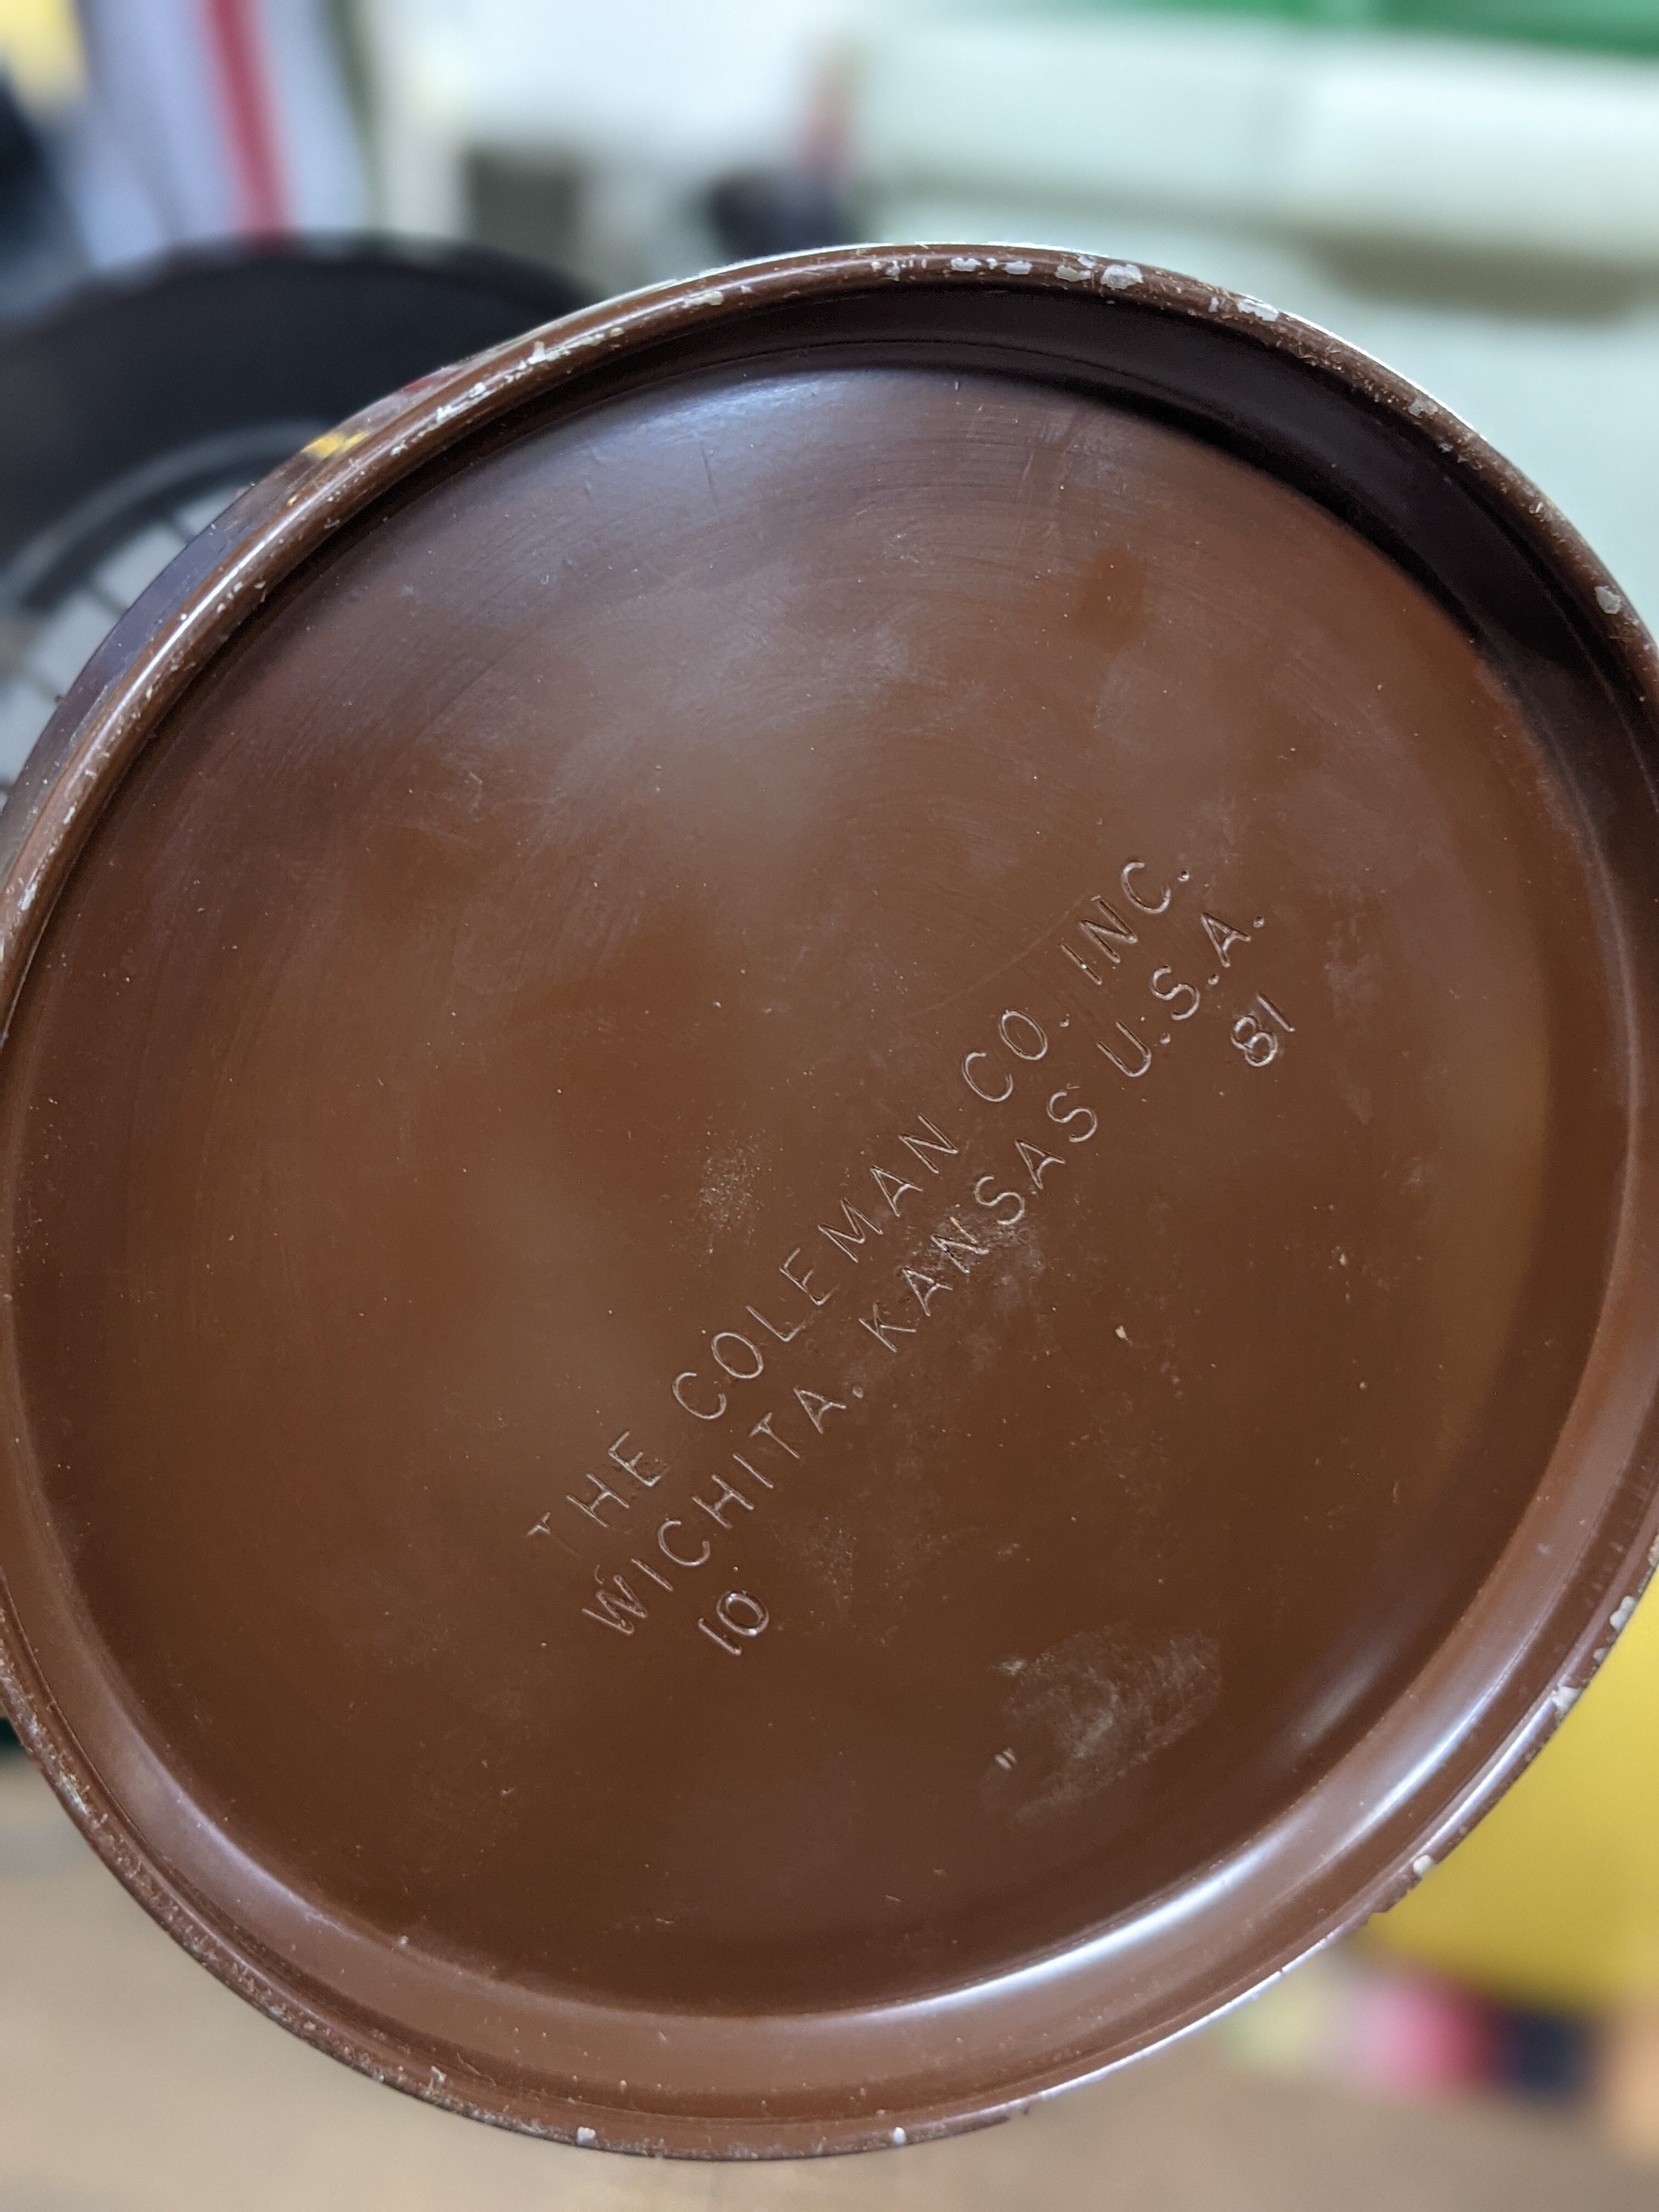 THE COLEMAN CO. INC.
WICHITA. KANSAS U.S.A.
10 81